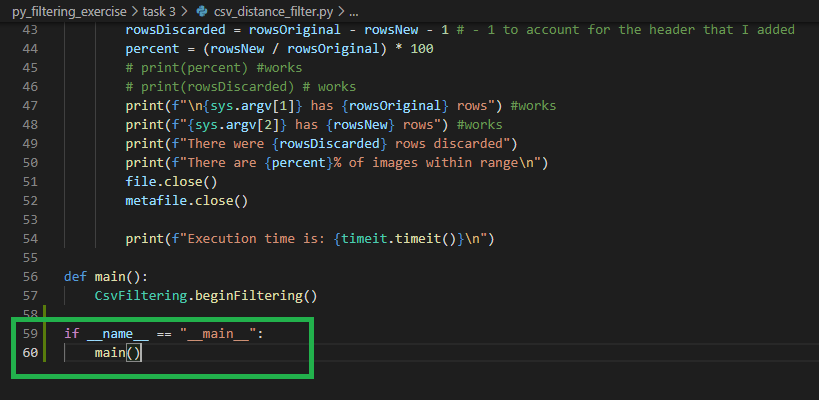 py_filtering_exercise > task 3 > csv_distance_filter.py > ...
43 rowsDiscarded = rowsOriginal - rowsNew - 1 # - 1 to account for the header that I added
44 percent = (rowsNew / rowsOriginal) * 100
45 # print(percent) #works
46 # print(rowsDiscarded) # works
47 print(f"\n{sys.argv[1]} has {rowsOriginal} rows") #works
48 print(f"{sys.argv[2]} has {rowsNew} rows") #works
49 print(f"There were {rowsDiscarded} rows discarded")
50 print(f"There are {percent}% of images within range\n")
51 file.close()
52 metafile.close()
53
54 print(f"Execution time is: {timeit.timeit()}\n")
55
56 def main():
57 CsvFiltering.beginFiltering()
58
59 if __name__ == "__main__":
60 main()